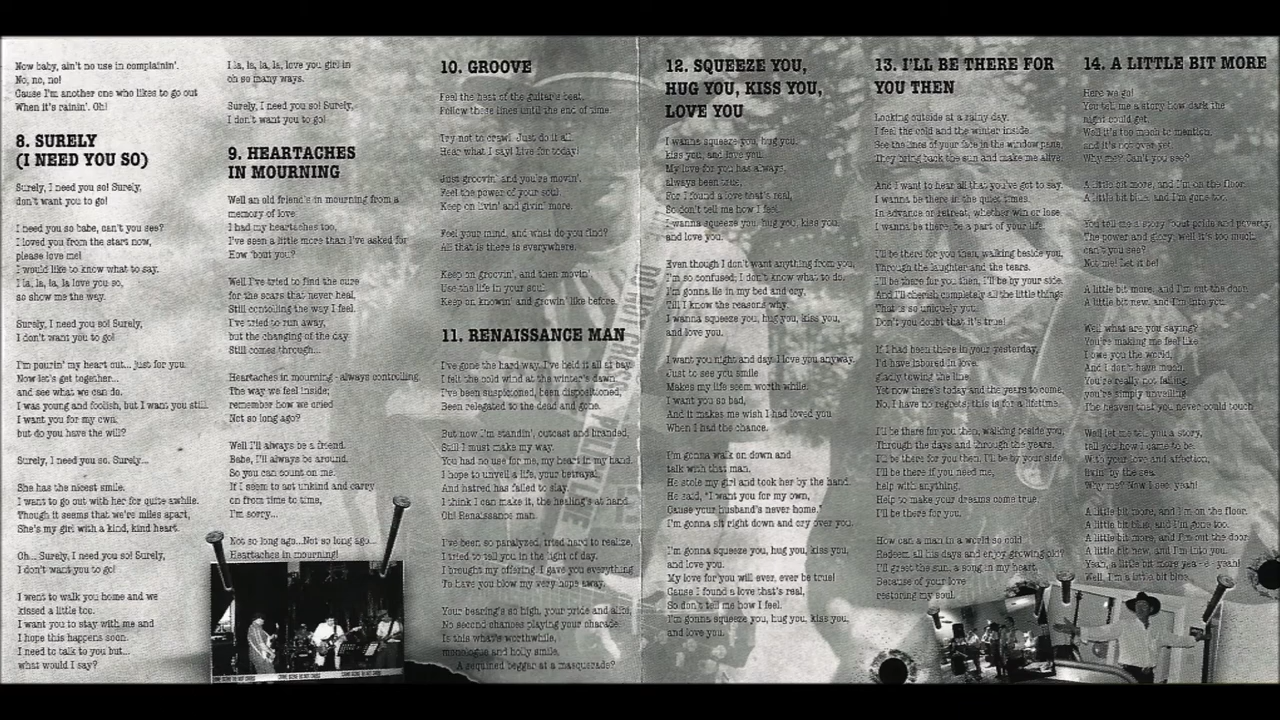 Now baby, ain't no use in complainin'.
No, no, no!
Cause I'm another one who likes to go out
When it's rainin'. Oh!
8. SURELY
(I NEED YOU SO)
Surely, I need you so! Surely,
don't want you to go!
I need you so babe, can't you see?
I loved you from the start now,
please love me!
I would like to know what to say.
I la, la, la, la love you so,
so show me the way.
Surely, I need you so! Surely,
I don't want you to go!
I'm pourin' my heart out... just for you.
Now let's get together...
and see what we can do.
I was young and foolish, but I want you still.
I want you for my own,
but do you have the will?
Surely, I need you so. Surely...
She has the nicest smile.
I want to go out with her for quite awhile.
Though it seems that we're miles apart,
She's my girl with a kind, kind heart.
Oh... Surely, I need you so! Surely,
I don't want you to go!
I went to walk you home and we
kissed a little too.
I want you to stay with me and
I hope this happens soon.
I need to talk to you but...
what would I say?
I la, la, la, la, love you girl in
oh so many ways.
Surely, I need you so! Surely,
I don't want you to go!
9. HEARTACHES
IN MOURNING
Well an old friend's in mourning from a
memory of love
I had my heartaches too,
I've seen a little more than I've asked for
How 'bout you?
Well I've tried to find the cure
for the scars that never heal,
Still controlling the way I feel.
I've tried to run away,
but the changing of the day
Still comes through...
Heartaches in mourning - always controlling,
The way we feel inside;
remember how we cried
Not so long ago?
Well I'll always be a friend.
Babe, I'll always be around.
So you can count on me.
If I seem to act unkind and carry
on from time to time,
I'm sorry...
Not so long ago...Not so long ago...
Heartaches in mourning!
10. GROOVE
Feel the heat of the guitar's beat,
Follow these lines until the end of time.
Try not to crawl. Just do it all.
Hear what I say! Live for today!
Just groovin' and you're movin'.
Feel the power of your soul.
Keep on livin' and givin' more.
Feel your mind, and what do you find?
All that is there is everywhere.
Keep on groovin', and then movin'.
Use the life in your soul.
Keep on knowin' and growin' like before.
11. RENAISSANCE MAN
I've gone the hard way. I've held it all at bay.
I felt the cold wind at the winter's dawn
I've been suspicioned, been dispositioned,
Been relegated to the dead and gone.
But now I'm standin', outcast and branded,
Still I must make my way.
You had no use for me, my heart in my hand.
I hope to unveil a life, your betrayal.
And hatred has failed to slay.
I think I can make it, the healing's at hand.
Oh! Renaissance man.
I've been so paralyzed, tried hard to realize,
I tried to tell you in the light of day.
I brought my offering. I gave you everything
To have you blow my very hope away.
Your bearing's so high, your pride and alibi,
No second chances playing your charade.
Is this what's worthwhile,
monologue and holly smile,
A sequined beggar at a masquerade?
12. SQUEEZE YOU,
HUG YOU, KISS YOU,
LOVE YOU
I wanna squeeze you, hug you,
kiss you, and love you.
My love for you has always,
always been true,
For I found a love that's real,
So don't tell me how I feel.
I wanna squeeze you, hug you, kiss you,
and love you.
Even though I don't want anything from you,
I'm so confused; I don't know what to do.
I'm gonna lie in my bed and cry,
Till I know the reasons why.
I wanna squeeze you, hug you, kiss you,
and love you.
I want you night and day. I love you anyway.
Just to see you smile
Makes my life seem worth while.
I want you so bad,
And it makes me wish I had loved you
When I had the chance.
I'm gonna walk on down and
talk with that man.
He stole my girl and took her by the hand.
He said, "I want you for my own,
Cause your husband's never home."
I'm gonna sit right down and cry over you.
I'm gonna squeeze you, hug you, kiss you,
and love you.
My love for you will ever, ever be true!
Cause I found a love that's real,
So don't tell me how I feel.
I'm gonna squeeze you, hug you, kiss you,
and love you.
13. I'LL BE THERE FOR
YOU THEN
Looking outside at a rainy day.
I feel the cold and the winter inside.
See the lines of your face in the window pane,
They bring back the sun and make me alive.
And I want to hear all that you've got to say.
I wanna be there in the quiet times.
In advance or retreat, whether win or lose.
I wanna be there, be a part of your life.
I'll be there for you then, walking beside you,
Through the laughter and the tears.
I'll be there for you then, I'll be by your side.
And I'll cherish completely all the little things
That is so uniquely you.
Don't you doubt that it's true!
If I had been there in your yesterday,
I'd have labored in love,
gladly towing the line.
Yet now there's today and the years to come,
No, I have no regrets; this is for a lifetime.
I'll be there for you then, walking beside you,
Through the days and through the years.
I'll be there for you then, I'll be by your side.
I'll be there if you need me,
help with anything.
Help to make your dreams come true.
I'll be there for you.
How can a man in a world so cold
Redeem all his days and enjoy growing old?
I'll greet the sun, a song in my heart.
Because of your love
restoring my soul.
14. A LITTLE BIT MORE
Here we go!
You tell me a story how dark the
night could get.
Well it's too much to mention,
and it's not over yet.
Why me? Can't you see?
A little bit more, and I'm on the floor.
A little bit blue, and I'm gone too.
You tell me a story 'bout pride and poverty,
The power and glory, well it's too much,
can't you see?
Not me! Let it be!
A little bit more, and I'm out the door.
A little bit new, and I'm into you.
Well what are you saying?
You're making me feel like
I owe you the world,
And I don't have much.
You're really not failing,
you're simply unveiling
The heaven that you never could touch.
Well let me tell you a story,
tell you how I came to be.
With your love and affection,
livin' by the sea.
Why me? Now I see, yeah!
A little bit more, and I'm on the floor.
A little bit blue, and I'm gone too.
A little bit more, and I'm out the door.
A little bit new, and I'm into you.
Yeah, a little bit more yea - e - yeah!
Well, I'm a little bit blue.